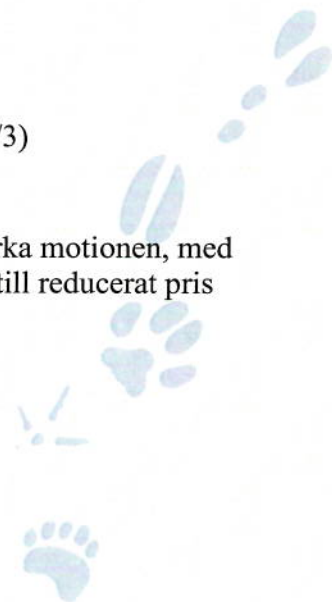 /3)
rka motionen, med
till reducerat pris